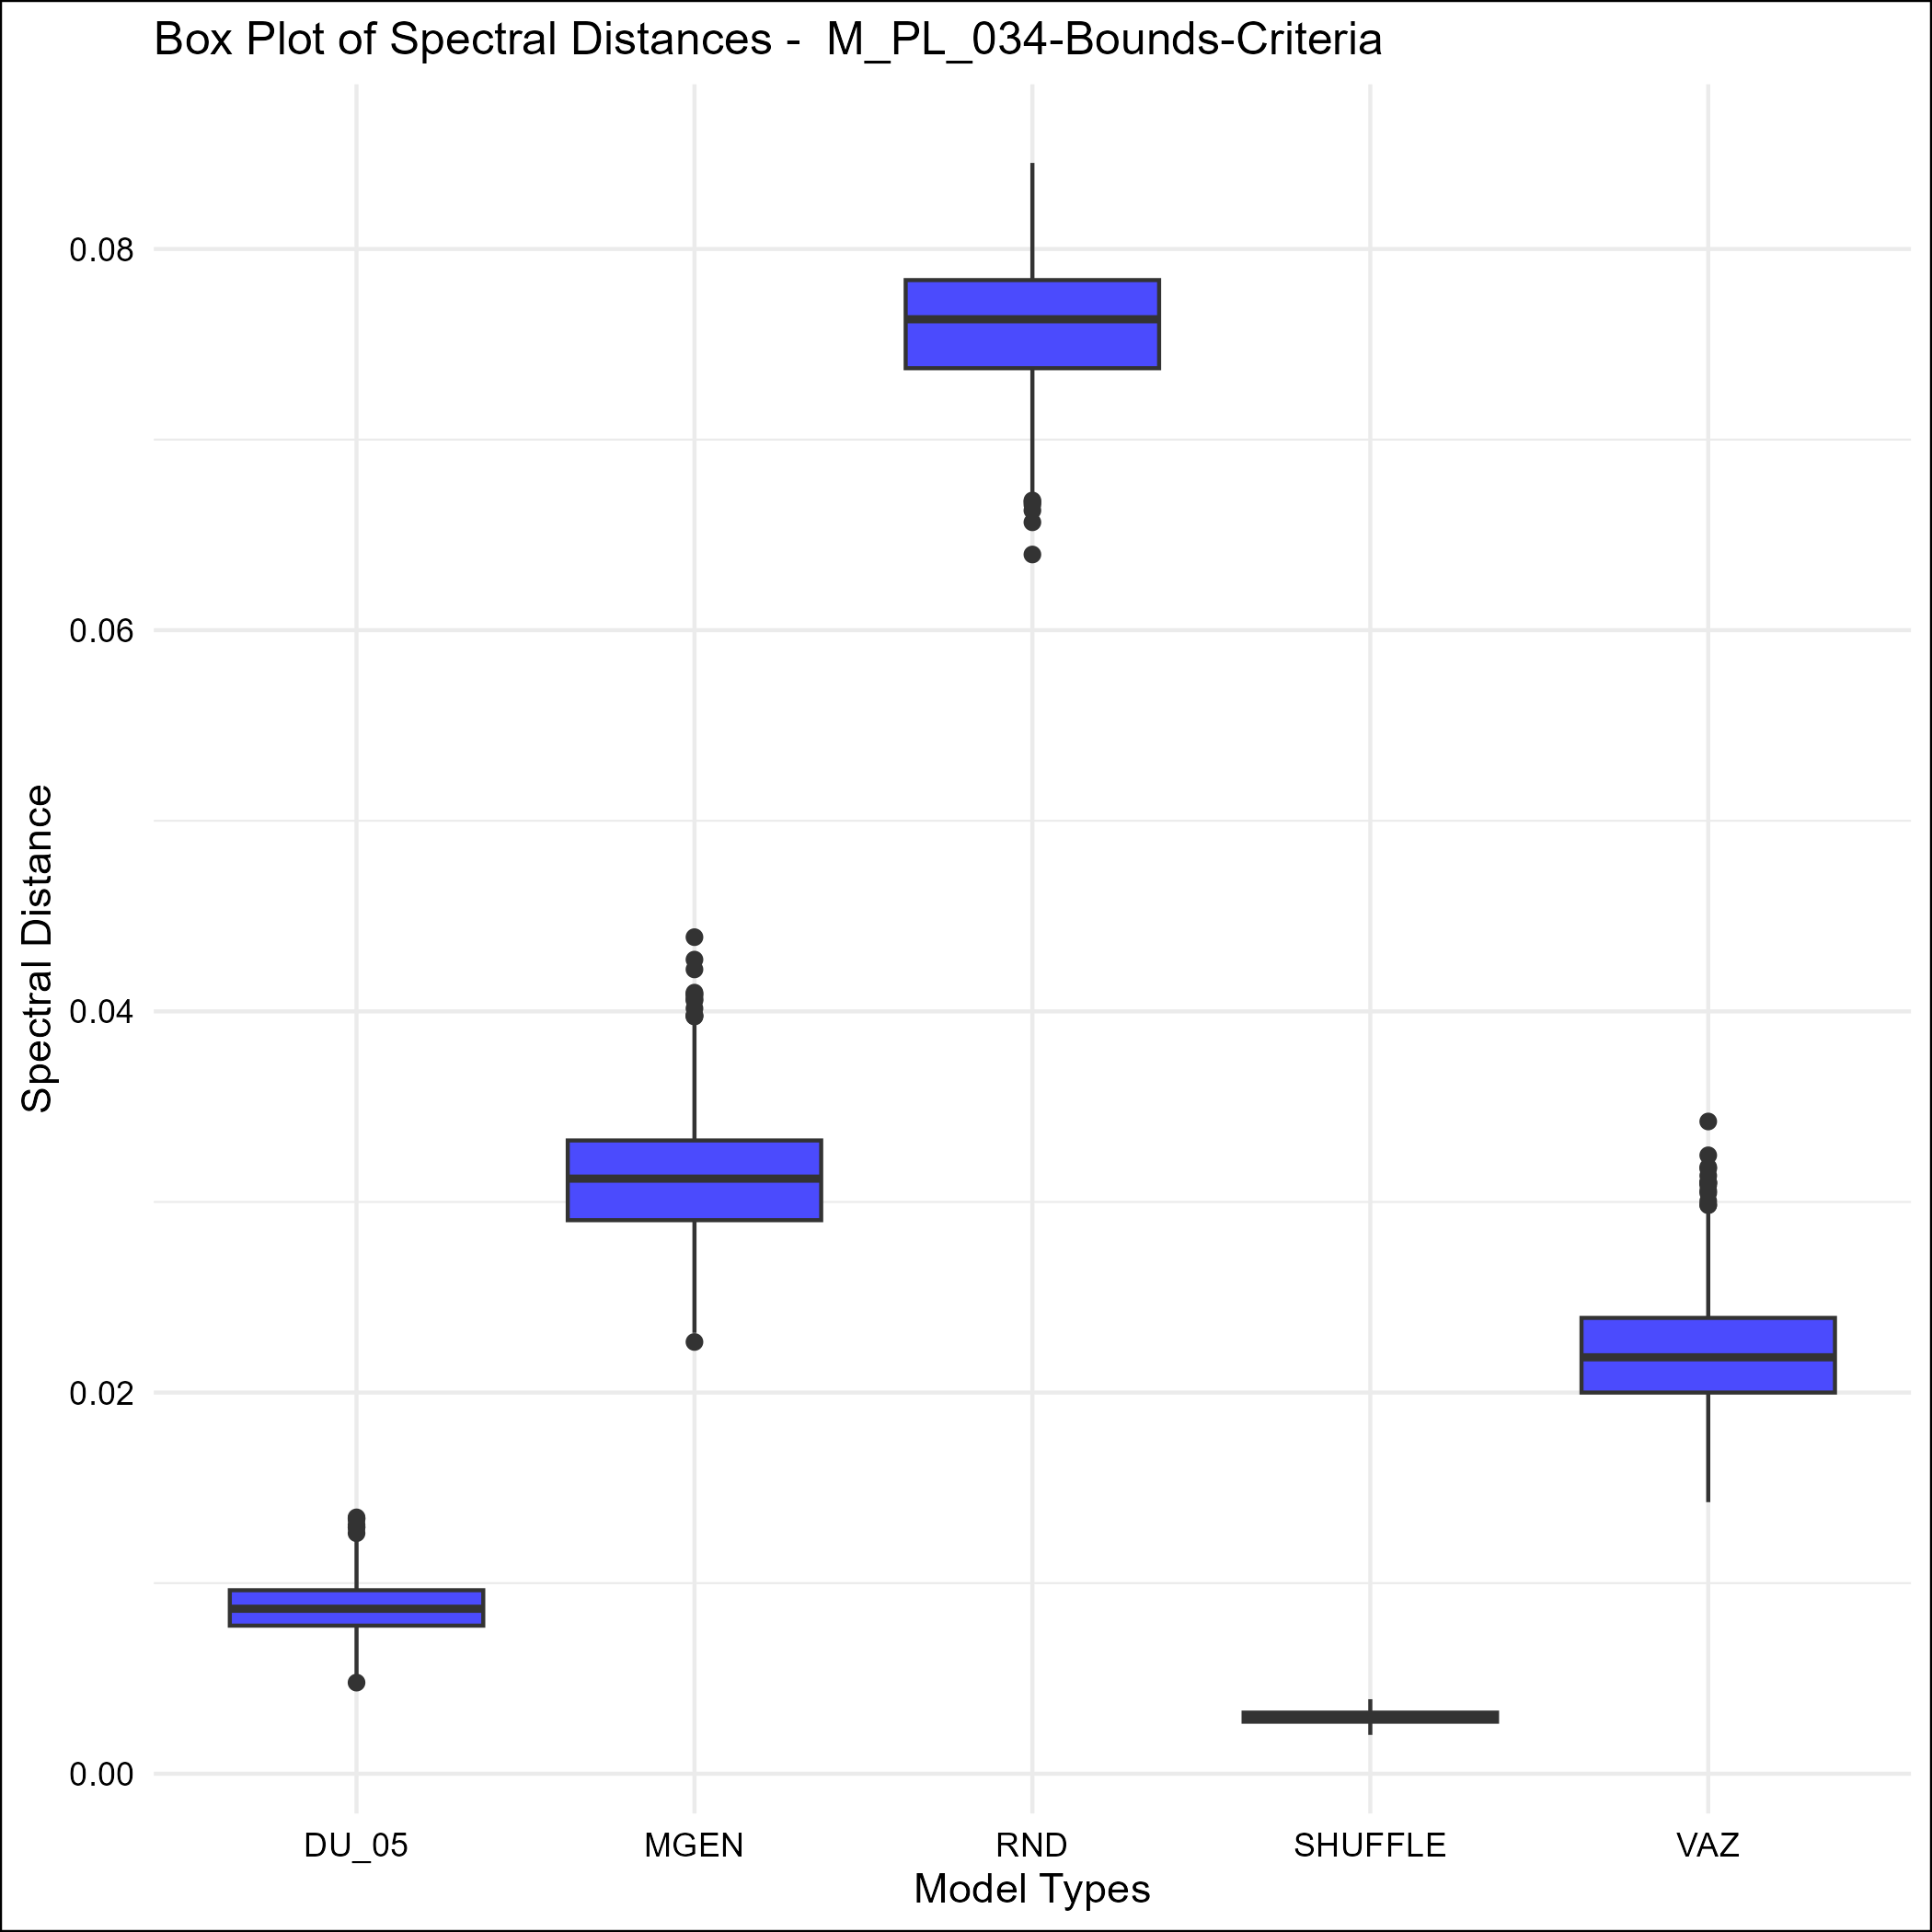 Box Plot of Spectral Distances -  M_PL_034-Bounds-Criteria
Spectral Distance
0.08
0.06
0.04
0.02
0.00
DU_05 MGEN RND SHUFFLE VAZ
Model Types